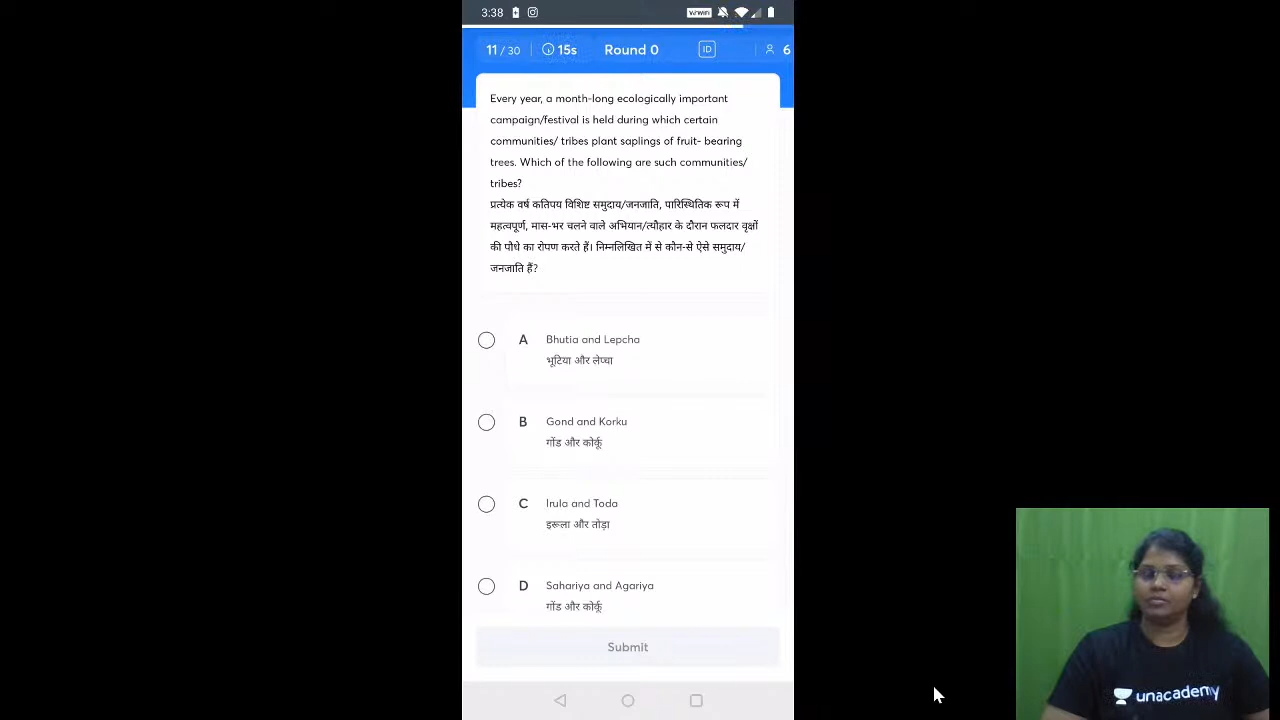 3:38
VoWiFi
11 / 30
15s
Round 0
ID
6
Every year, a month-long ecologically important
campaign/festival is held during which certain
communities/ tribes plant saplings of fruit- bearing
trees. Which of the following are such communities/
tribes?
प्रत्येक वर्ष कतिपय विशिष्ट समुदाय/जनजाति, पारिस्थितिक रूप में
महत्वपूर्ण, मास-भर चलने वाले अभियान/त्यौहार के दौरान फलदार वृक्षों
की पौधे का रोपण करते हैं। निम्नलिखित में से कौन-से ऐसे समुदाय/
जनजाति हैं?
A
Bhutia and Lepcha
भूटिया और लेप्चा
B
Gond and Korku
गोंड और कोर्कू
C
Irula and Toda
इरूला और तोड़ा
D
Sahariya and Agariya
गोंड और कोर्कू
Submit
unacademy